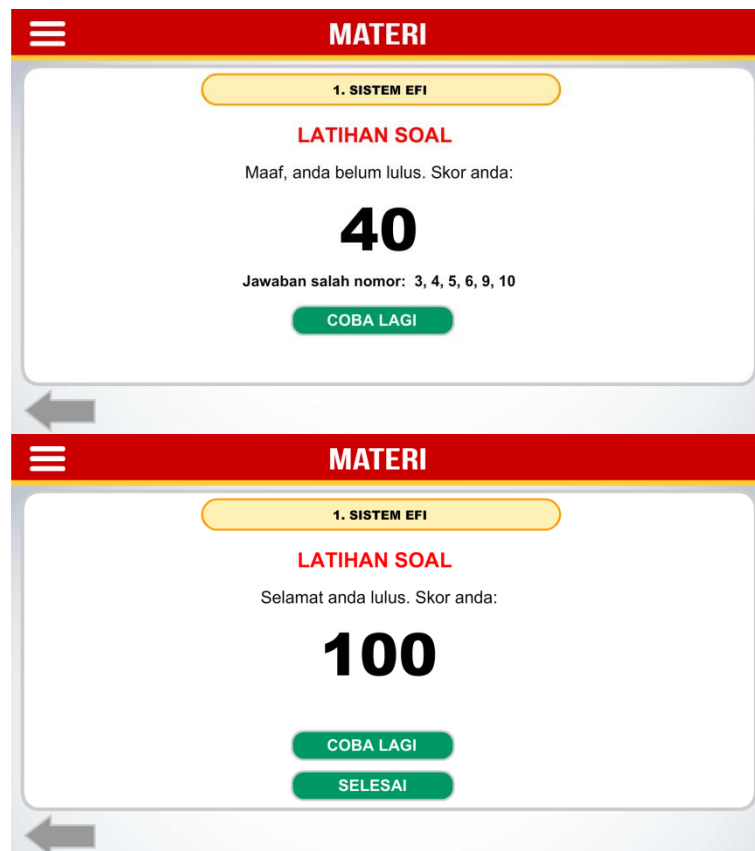 MATERI
1. SISTEM EFI
LATIHAN SOAL
Maaf, anda belum lulus. Skor anda:
40
Jawaban salah nomor: 3, 4, 5, 6, 9, 10
COBA LAGI
MATERI
1. SISTEM EFI
LATIHAN SOAL
Selamat anda lulus. Skor anda:
100
COBA LAGI
SELESAI